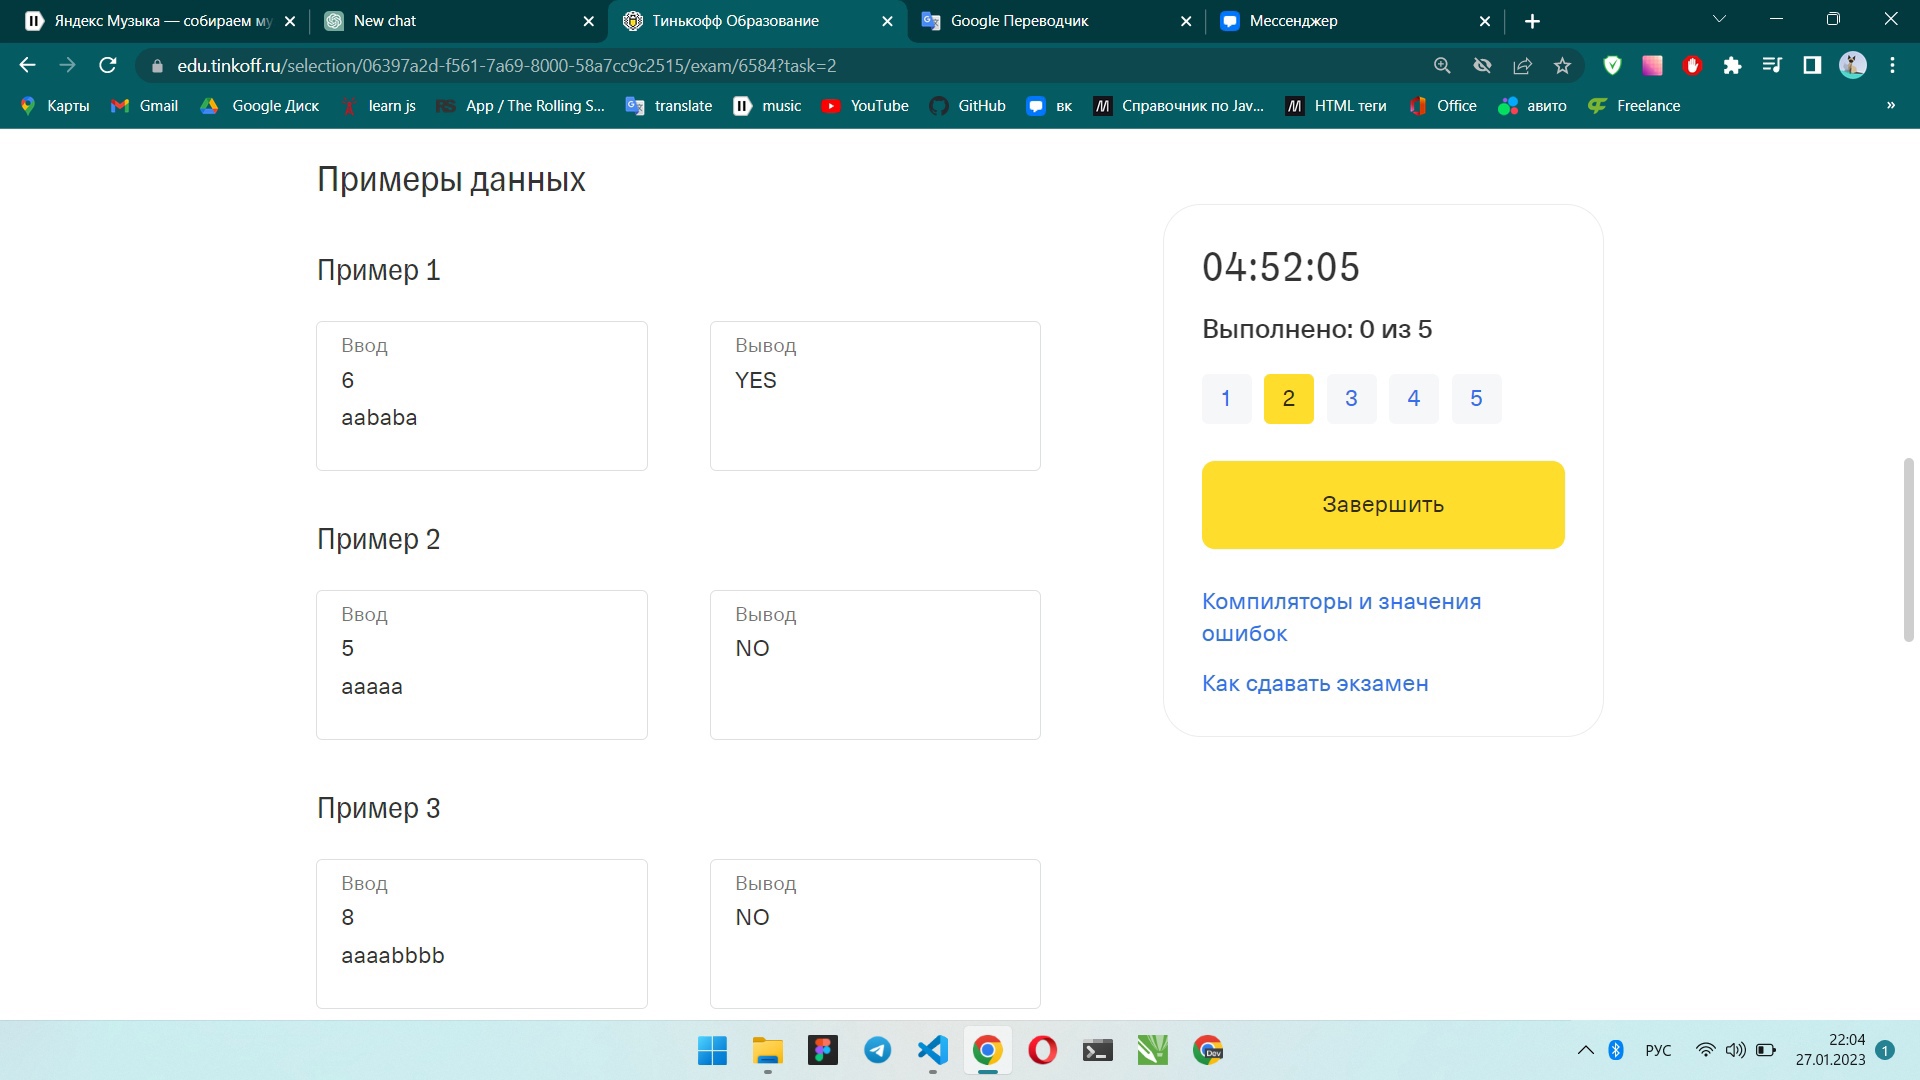 Яндекс Музыка — собираем му
New chat
Тинькофф Образование
Google Переводчик
Мессенджер
edu.tinkoff.ru/selection/06397a2d-f561-7a69-8000-58a7cc9c2515/exam/6584?task=2
Карты
Gmail
Google Диск
learn js
RS App / The Rolling S...
translate
music
YouTube
GitHub
вк
Справочник по Jav...
HTML теги
Office
авито
Freelance
»
Примеры данных
Пример 1
Ввод
6
aababa
Вывод
YES
Пример 2
Ввод
5
aaaaa
Вывод
NO
Пример 3
Ввод
8
aaaabbbb
Вывод
NO
04:52:05
Выполнено: 0 из 5
1 2 3 4 5
Завершить
Компиляторы и значения
ошибок
Как сдавать экзамен
Dev
РУС
22:04
27.01.2023
1